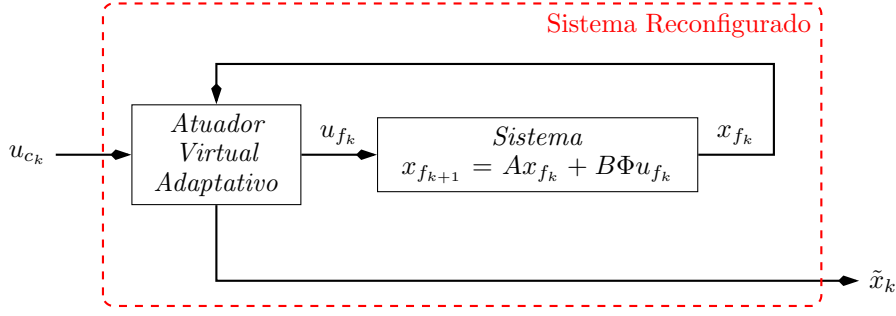 Sistema Reconfigurado
u_{c_k}
Atuador
Virtual
Adaptativo
u_{f_k}
Sistema
x_{f_{k+1}} = Ax_{f_k} + BΦu_{f_k}
x_{f_k}
x̃_k